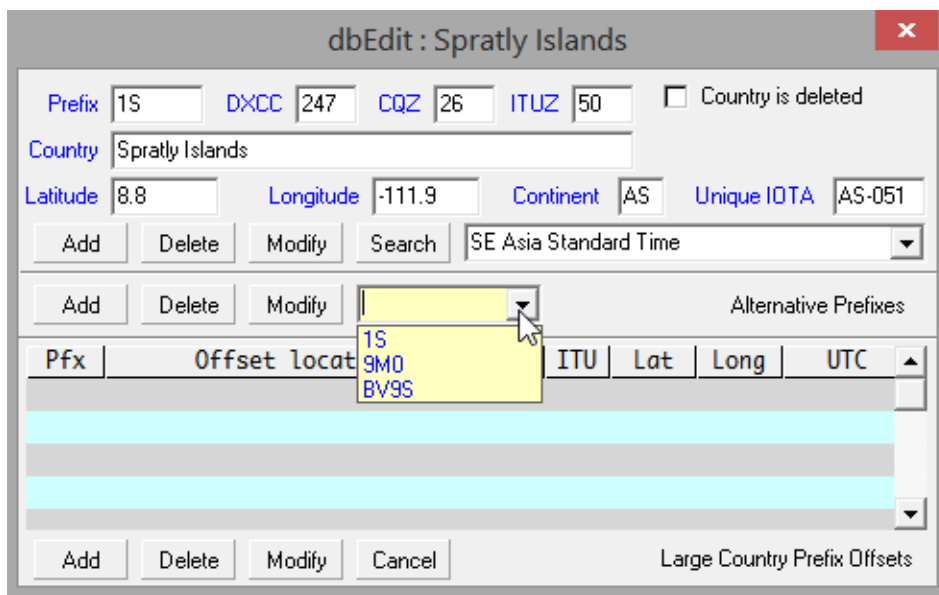 dbEdit : Spratly Islands
x
Prefix 1S DXCC 247 CQZ 26 ITUZ 50 Country is deleted
Country Spratly Islands
Latitude 8.8 Longitude -111.9 Continent AS Unique IOTA AS-051
Add Delete Modify Search SE Asia Standard Time
Add Delete Modify Alternative Prefixes
1S
9M0
BV9S
Pfx Offset locat ITU Lat Long UTC
Add Delete Modify Cancel Large Country Prefix Offsets